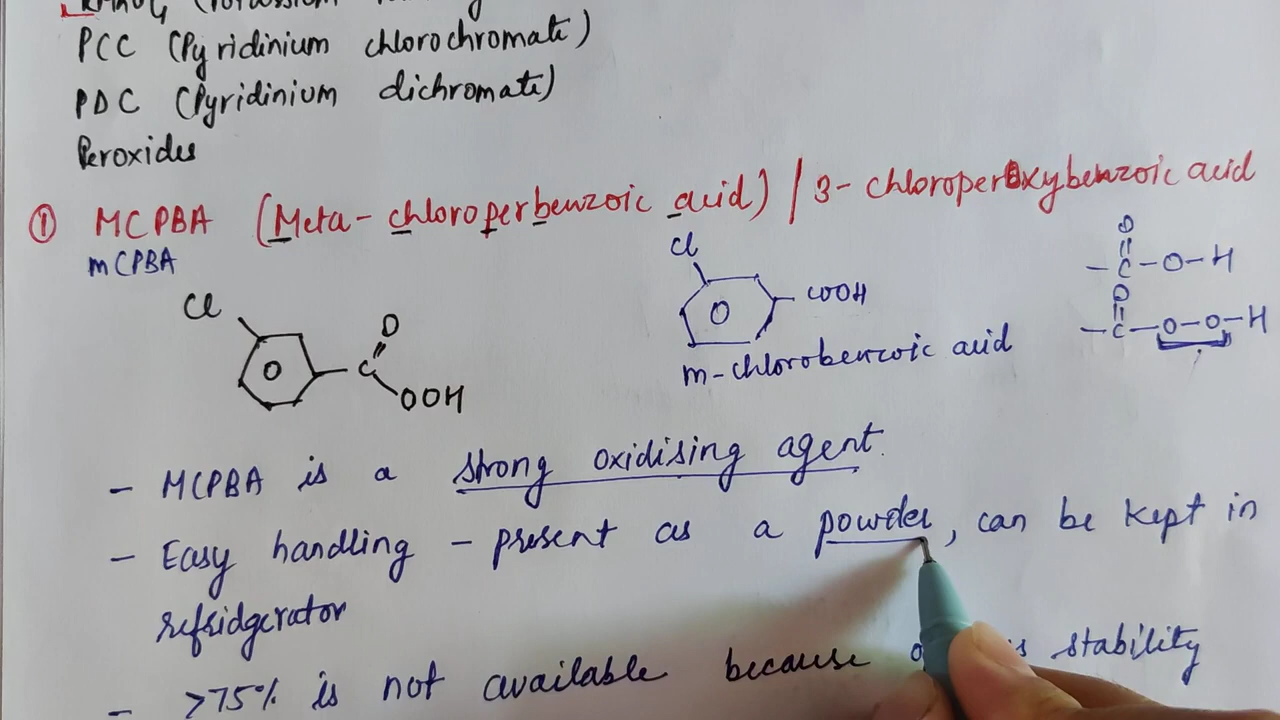 KMnO4 (Potassium
PCC (Pyridinium chlorochromate)
PDC (Pyridinium dichromate)
Peroxides
① MCPBA (Meta-chloroperbenzoic acid) / 3-chloroperoxybenzoic acid
mCPBA
Cl
O
C
OOH
Cl
COOH
m-chlorobenzoic acid
O
-C-O-H
O
-C-O-O-H
- MCPBA is a strong oxidising agent.
- Easy handling - present as a powder, can be kept in
refridgerator
- >75% is not available because stability